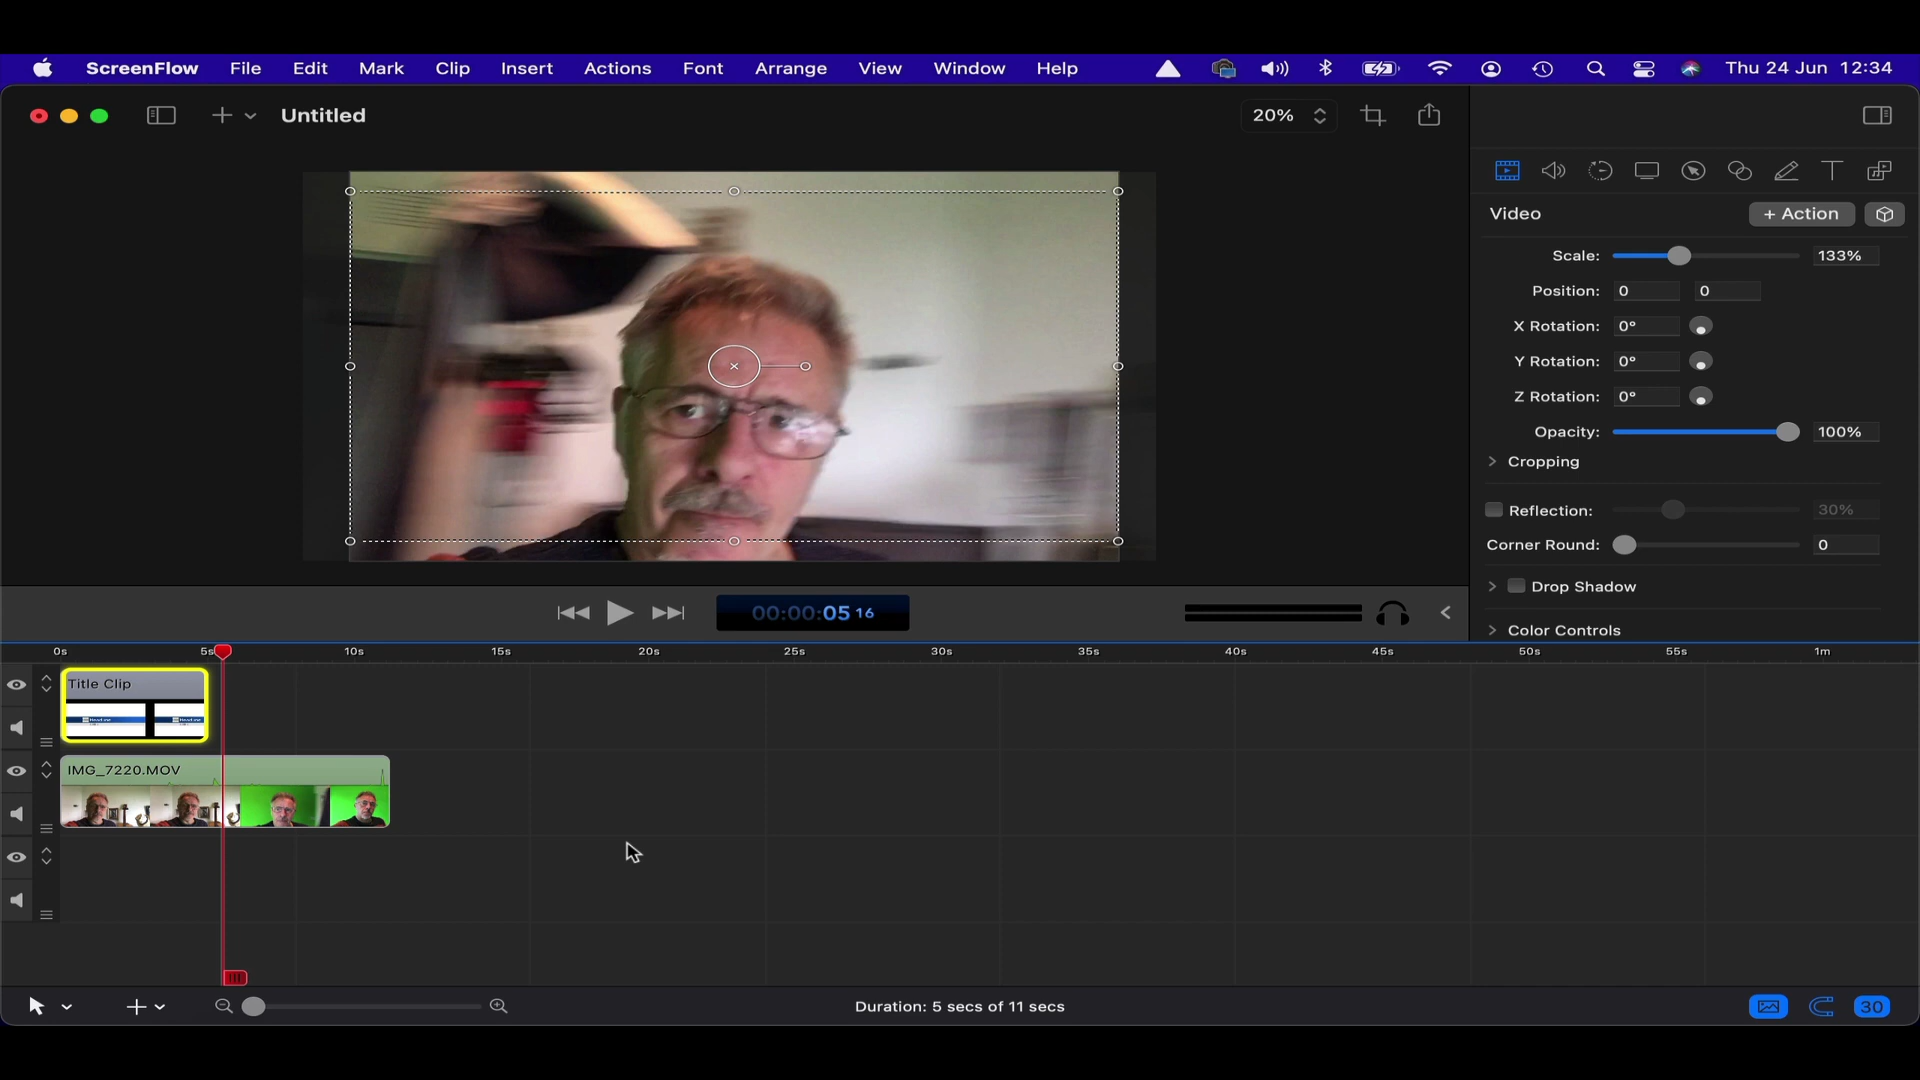 ScreenFlow File Edit Mark Clip Insert Actions Font Arrange View Window Help Thu 24 Jun 12:34
Untitled
20%
Video
+ Action
Scale: 133%
Position: 0 0
X Rotation: 0°
Y Rotation: 0°
Z Rotation: 0°
Opacity: 100%
Cropping
Reflection: 30%
Corner Round: 0
Drop Shadow
Color Controls
00:00:05 16
0s 5s 10s 15s 20s 25s 30s 35s 40s 45s 50s 55s 1m
Title Clip
IMG_7220.MOV
Duration: 5 secs of 11 secs
30